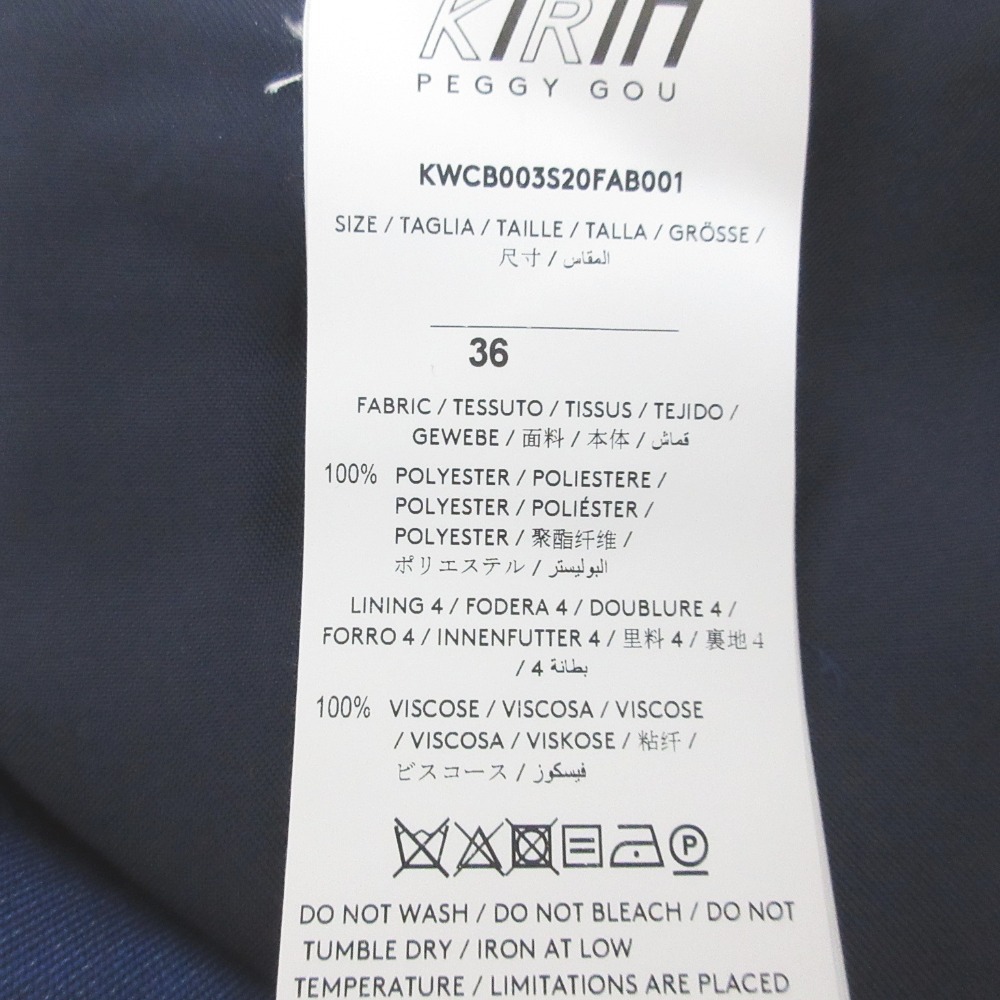 KIRIN
PEGGY GOU
KWCB003S20FAB001
SIZE / TAGLIA / TAILLE / TALLA / GRÖSSE /
尺寸 / المقاس
36
FABRIC / TESSUTO / TISSUS / TEJIDO /
GEWEBE / 面料 / 本体 / قماش
100% POLYESTER / POLIESTERE /
POLYESTER / POLIÉSTER /
POLYESTER / 聚酯纤维 /
ポリエステル / البوليستر
LINING 4 / FODERA 4 / DOUBLURE 4 /
FORRO 4 / INNENFUTTER 4 / 里料 4 / 裏地 4
/ بطانة 4
100% VISCOSE / VISCOSA / VISCOSE
/ VISCOSA / VISKOSE / 粘纤 /
ビスコース / فيسكوز
P
DO NOT WASH / DO NOT BLEACH / DO NOT
TUMBLE DRY / IRON AT LOW
TEMPERATURE / LIMITATIONS ARE PLACED